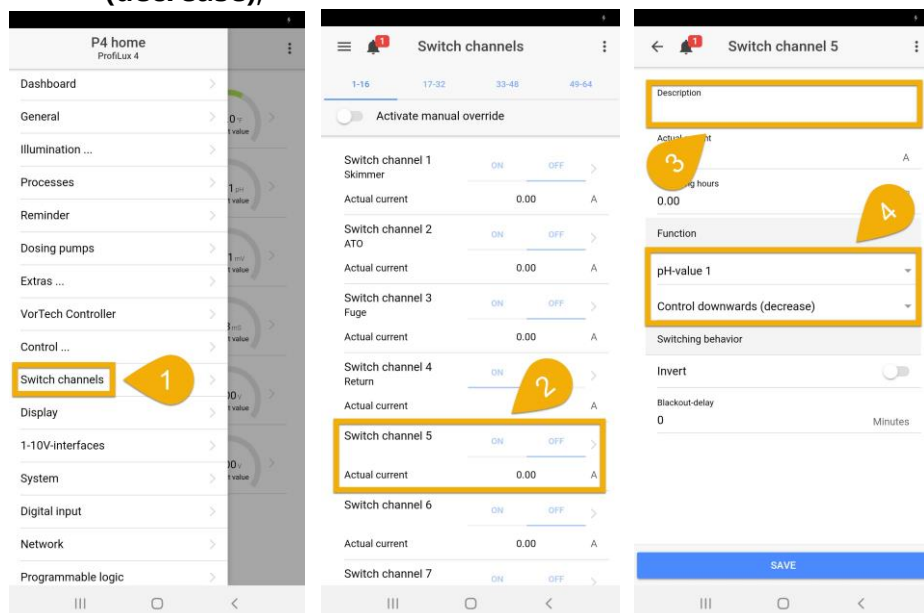 (decrease),
P4 home
ProfiLux 4
Dashboard
General
Illumination ...
Processes
Reminder
Dosing pumps
Extras ...
VorTech Controller
Control ...
Switch channels
1
Display
1-10V-interfaces
System
Digital input
Network
Programmable logic
1
Switch channels
1-16 17-32 33-48 49-64
Activate manual override
Switch channel 1 ON OFF
Skimmer
Actual current 0.00 A
Switch channel 2 ON OFF
ATO
Actual current 0.00 A
Switch channel 3 ON OFF
Fuge
Actual current 0.00 A
Switch channel 4 ON
Return
2
Actual current A
Switch channel 5 ON OFF
Actual current 0.00 A
Switch channel 6 ON OFF
Actual current 0.00 A
Switch channel 7 ON OFF
1
Switch channel 5
Description
A
3
hours
0.00
4
Function
pH-value 1
Control downwards (decrease)
Switching behavior
Invert
Blackout-delay
0 Minutes
SAVE